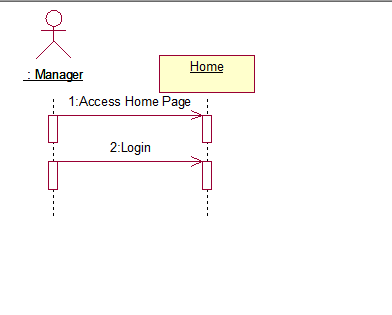 Home
: Manager
1:Access Home Page
2:Login